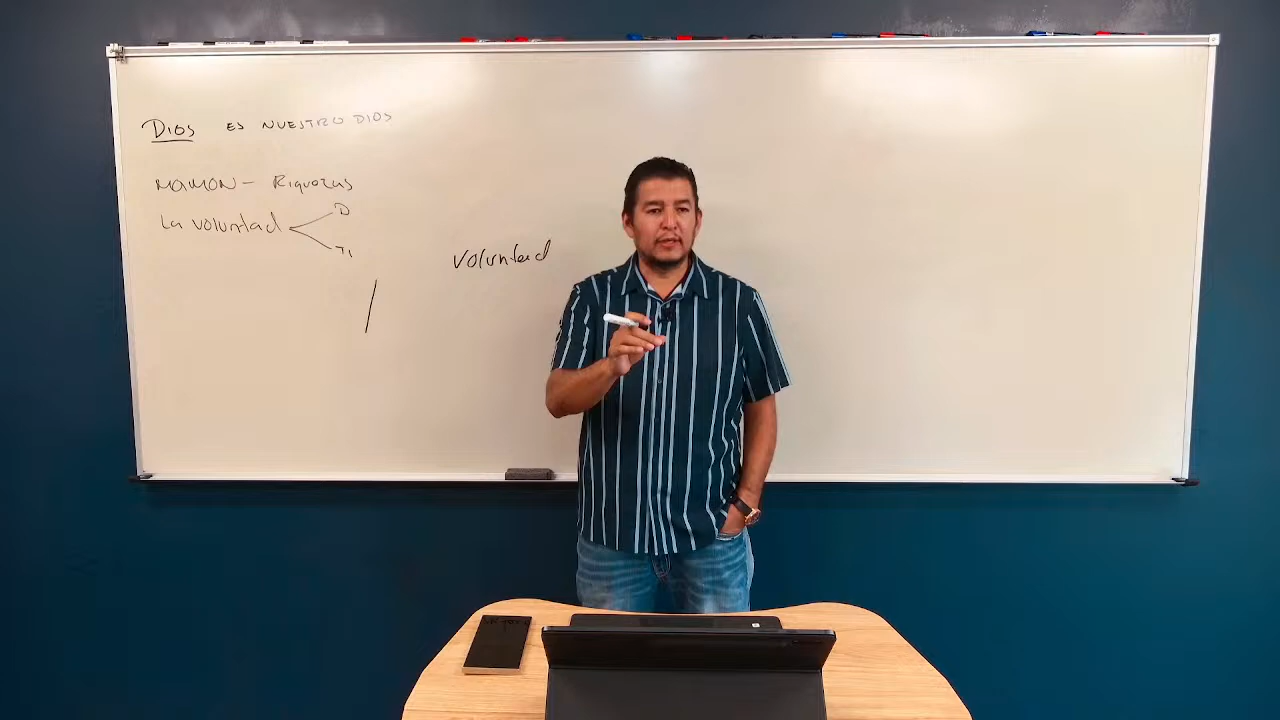 DIOS ES NUESTRO DIOS
MAMON - Riquezas
La voluntad
D
voluntad